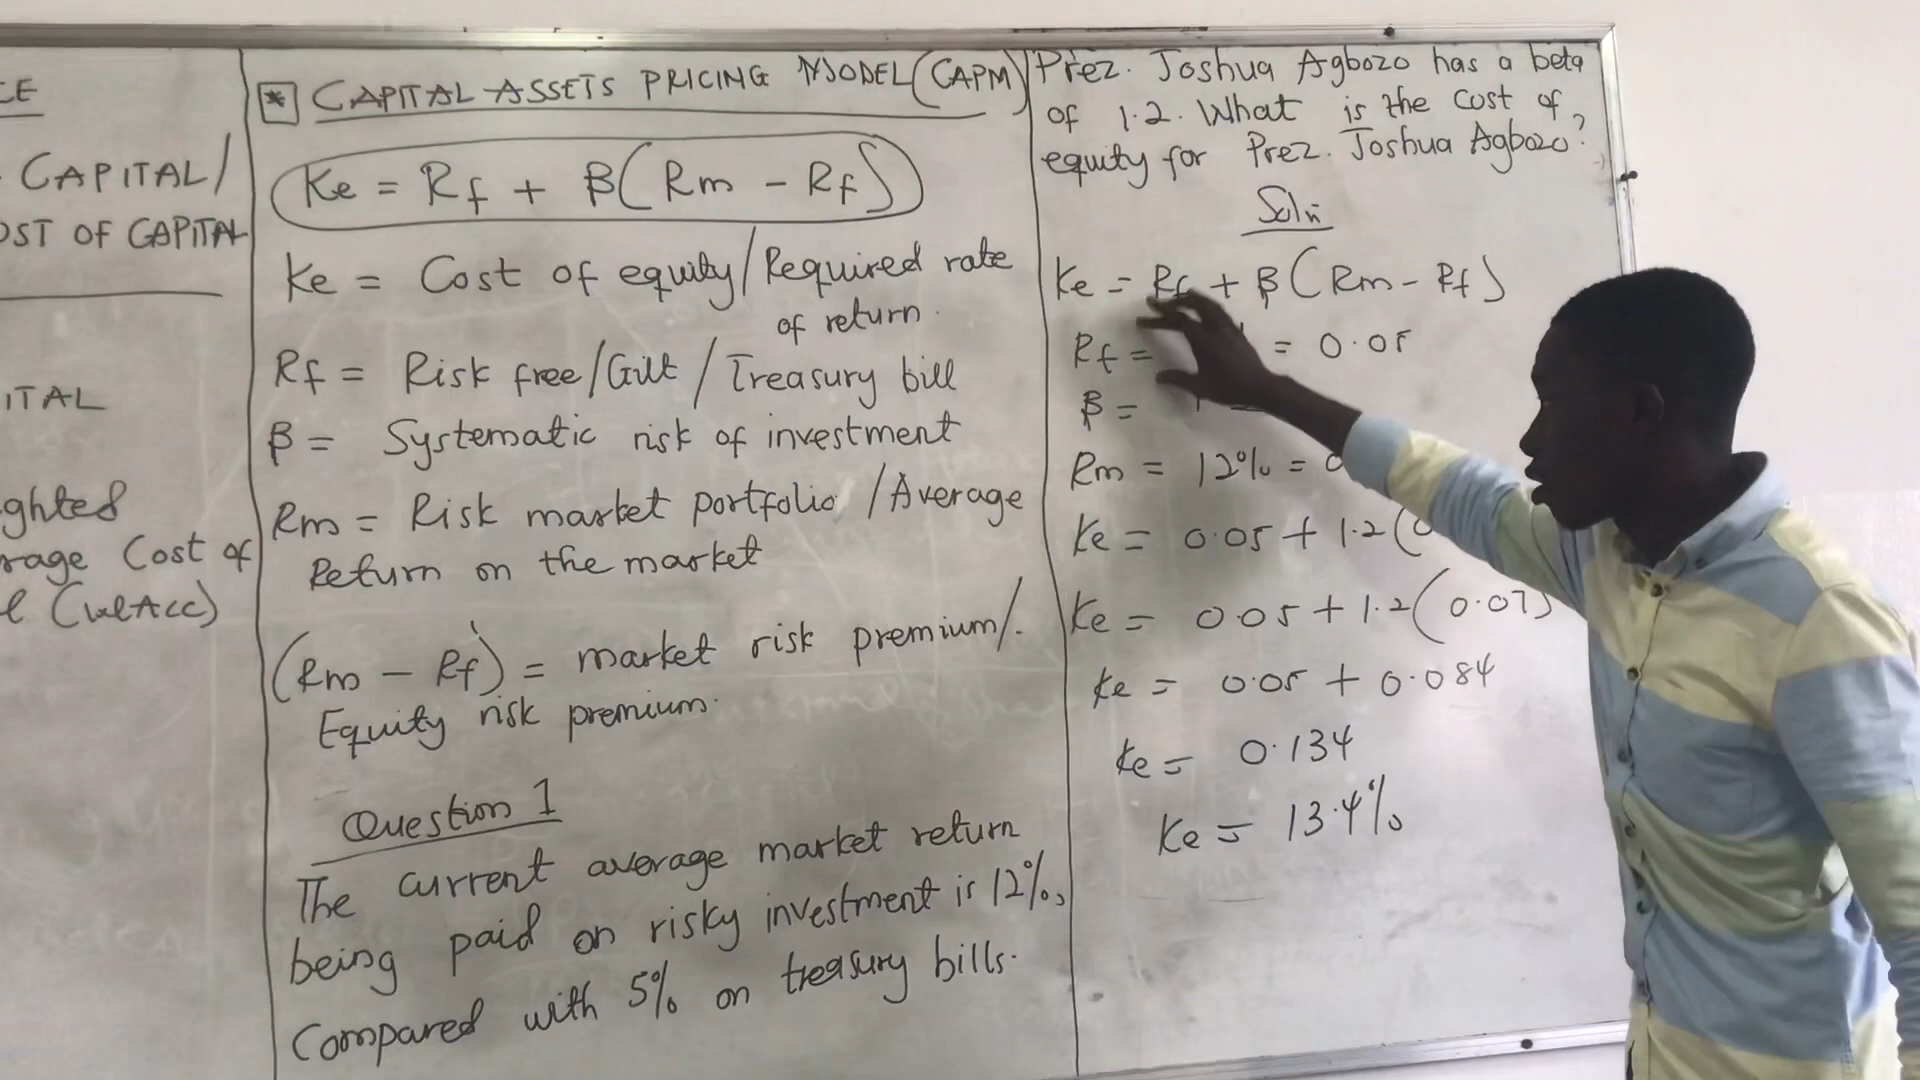 CE
CAPITAL/
OST OF CAPITAL
ITAL
ghted
rage Cost of
l (WACC)
* CAPITAL ASSETS PRICING MODEL (CAPM)
Ke = Rf + β(Rm - Rf)
Ke = Cost of equity/Required rate
of return.
Rf = Risk free/Gilt/Treasury bill
β = Systematic risk of investment
Rm = Risk market portfolio/Average
Return on the market
(Rm - Rf) = market risk premium/.
Equity risk premium.
Question 1
The current average market return
being paid on risky investment is 12%,
Compared with 5% on treasury bills.
Prez. Joshua Agbozo has a beta
of 1.2. What is the cost of
equity for Prez. Joshua Agbozo?
Soln
Ke = Rf + β(Rm - Rf)
Rf = = 0.05
β =
Rm = 12% = 0
Ke = 0.05 + 1.2(0
Ke = 0.05 + 1.2(0.07)
Ke = 0.05 + 0.084
Ke = 0.134
Ke = 13.4%